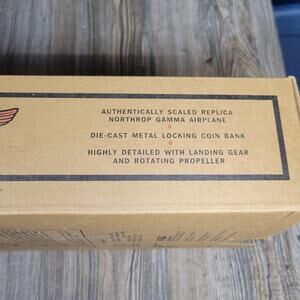 AUTHENTICALLY SCALED REPLICA
NORTHROP GAMMA AIRPLANE
DIE-CAST METAL LOCKING COIN BANK
HIGHLY DETAILED WITH LANDING GEAR
AND ROTATING PROPELLER